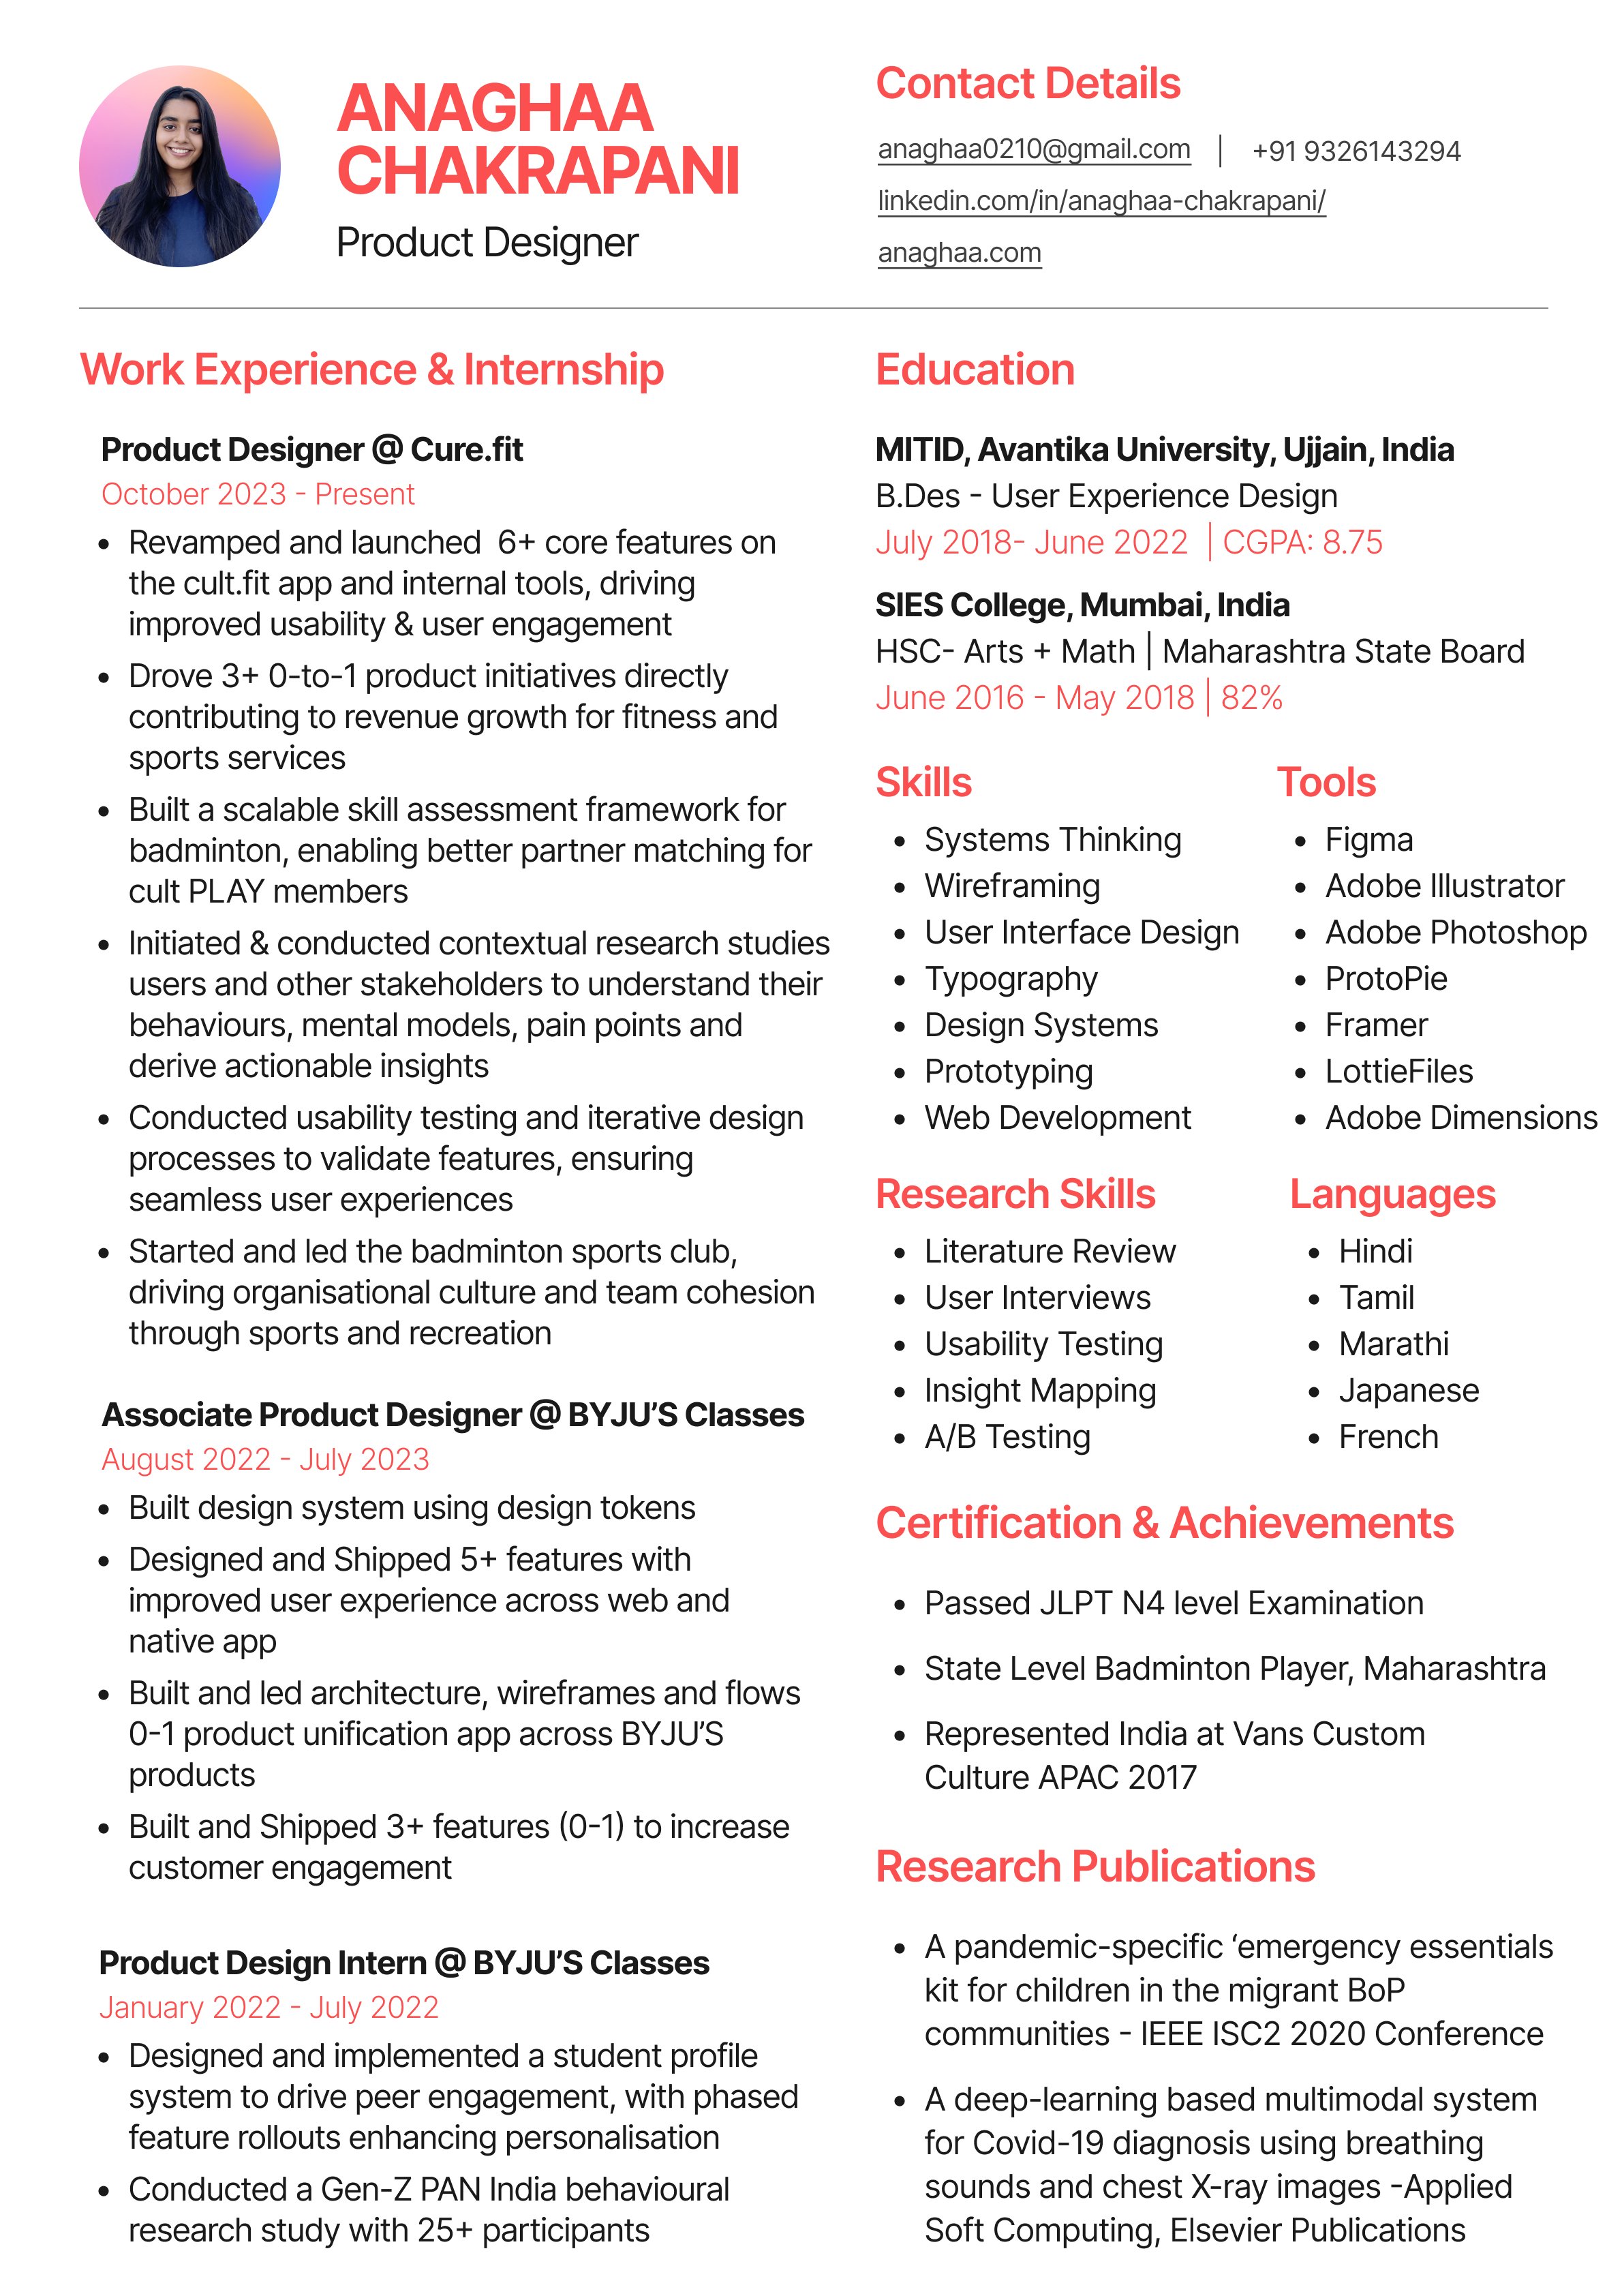 ANAGHAA
CHAKRAPANI
Product Designer
Contact Details
anaghaa0210@gmail.com | +91 9326143294
linkedin.com/in/anaghaa-chakrapani/
anaghaa.com
Work Experience & Internship
Product Designer @ Cure.fit
October 2023 - Present
• Revamped and launched  6+ core features on
the cult.fit app and internal tools, driving
improved usability & user engagement
• Drove 3+ 0-to-1 product initiatives directly
contributing to revenue growth for fitness and
sports services
• Built a scalable skill assessment framework for
badminton, enabling better partner matching for
cult PLAY members
• Initiated & conducted contextual research studies
users and other stakeholders to understand their
behaviours, mental models, pain points and
derive actionable insights
• Conducted usability testing and iterative design
processes to validate features, ensuring
seamless user experiences
• Started and led the badminton sports club,
driving organisational culture and team cohesion
through sports and recreation
Associate Product Designer @ BYJU’S Classes
August 2022 - July 2023
• Built design system using design tokens
• Designed and Shipped 5+ features with
improved user experience across web and
native app
• Built and led architecture, wireframes and flows
0-1 product unification app across BYJU’S
products
• Built and Shipped 3+ features (0-1) to increase
customer engagement
Product Design Intern @ BYJU’S Classes
January 2022 - July 2022
• Designed and implemented a student profile
system to drive peer engagement, with phased
feature rollouts enhancing personalisation
• Conducted a Gen-Z PAN India behavioural
research study with 25+ participants
Education
MITID, Avantika University, Ujjain, India
B.Des - User Experience Design
July 2018- June 2022 | CGPA: 8.75
SIES College, Mumbai, India
HSC- Arts + Math | Maharashtra State Board
June 2016 - May 2018 | 82%
Skills
• Systems Thinking
• Wireframing
• User Interface Design
• Typography
• Design Systems
• Prototyping
• Web Development
Tools
• Figma
• Adobe Illustrator
• Adobe Photoshop
• ProtoPie
• Framer
• LottieFiles
• Adobe Dimensions
Research Skills
• Literature Review
• User Interviews
• Usability Testing
• Insight Mapping
• A/B Testing
Languages
• Hindi
• Tamil
• Marathi
• Japanese
• French
Certification & Achievements
• Passed JLPT N4 level Examination
• State Level Badminton Player, Maharashtra
• Represented India at Vans Custom
Culture APAC 2017
Research Publications
• A pandemic-specific ‘emergency essentials
kit for children in the migrant BoP
communities - IEEE ISC2 2020 Conference
• A deep-learning based multimodal system
for Covid-19 diagnosis using breathing
sounds and chest X-ray images -Applied
Soft Computing, Elsevier Publications